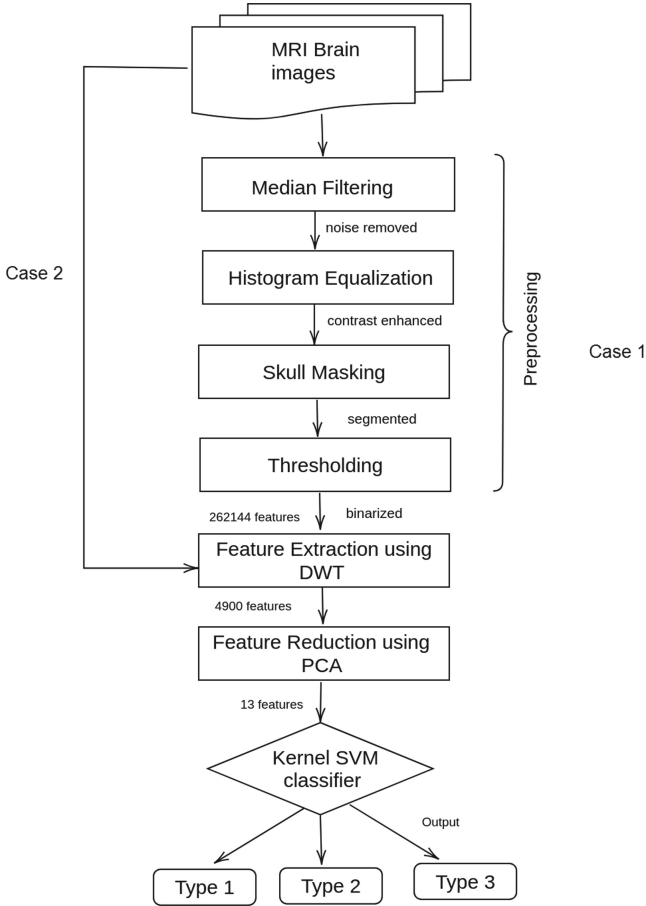 MRI Brain
images
Median Filtering
noise removed
Histogram Equalization
contrast enhanced
Skull Masking
segmented
Thresholding
262144 features
binarized
Feature Extraction using
DWT
4900 features
Feature Reduction using
PCA
13 features
Kernel SVM
classifier
Output
Type 1
Type 2
Type 3
Case 2
Preprocessing
Case 1